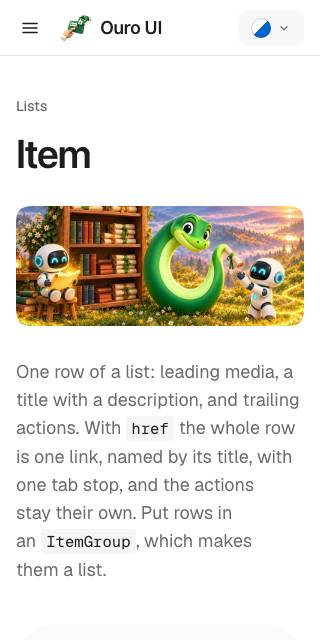 Ouro UI
Lists
Item
One row of a list: leading media, a
title with a description, and trailing
actions. With href the whole row
is one link, named by its title, with
one tab stop, and the actions
stay their own. Put rows in
an ItemGroup, which makes
them a list.